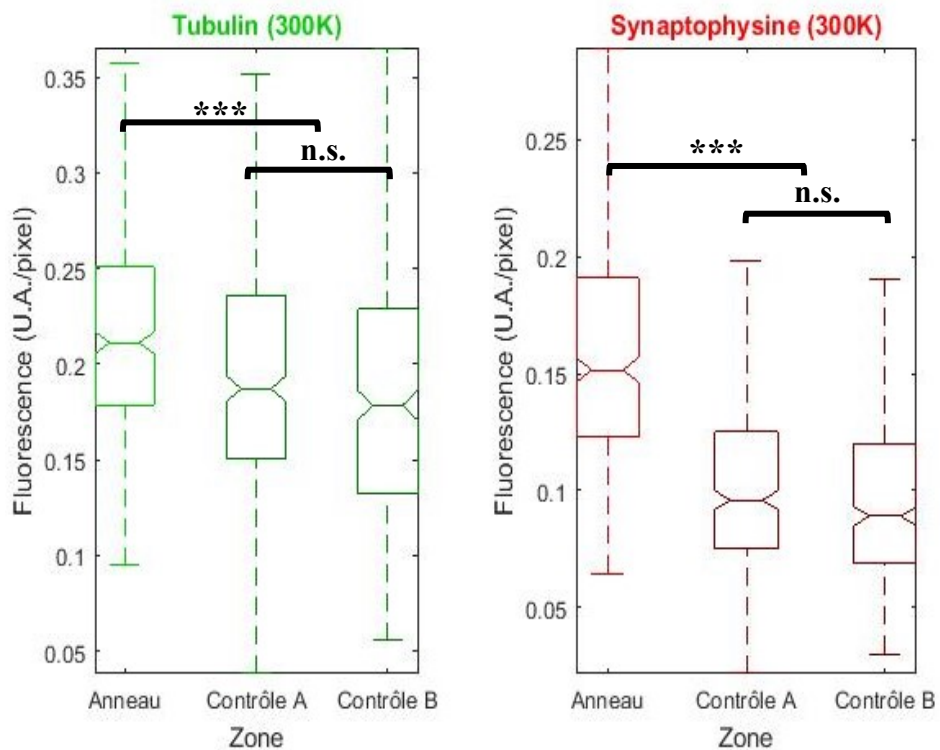 Tubulin (300K)
Fluorescence (U.A./pixel)
0.35
0.3
0.25
0.2
0.15
0.1
0.05
***
n.s.
Anneau Contrôle A Contrôle B
Zone
Synaptophysine (300K)
Fluorescence (U.A./pixel)
0.25
0.2
0.15
0.1
0.05
***
n.s.
Anneau Contrôle A Contrôle B
Zone